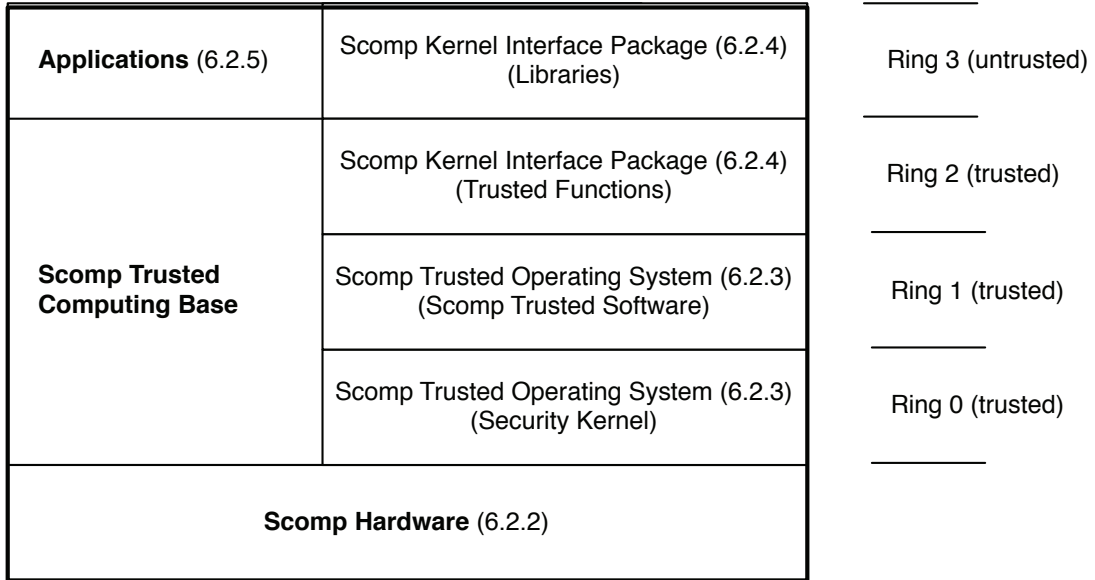 Applications (6.2.5)
Scomp Kernel Interface Package (6.2.4)
(Libraries)
Ring 3 (untrusted)
Scomp Kernel Interface Package (6.2.4)
(Trusted Functions)
Ring 2 (trusted)
Scomp Trusted
Computing Base
Scomp Trusted Operating System (6.2.3)
(Scomp Trusted Software)
Ring 1 (trusted)
Scomp Trusted Operating System (6.2.3)
(Security Kernel)
Ring 0 (trusted)
Scomp Hardware (6.2.2)